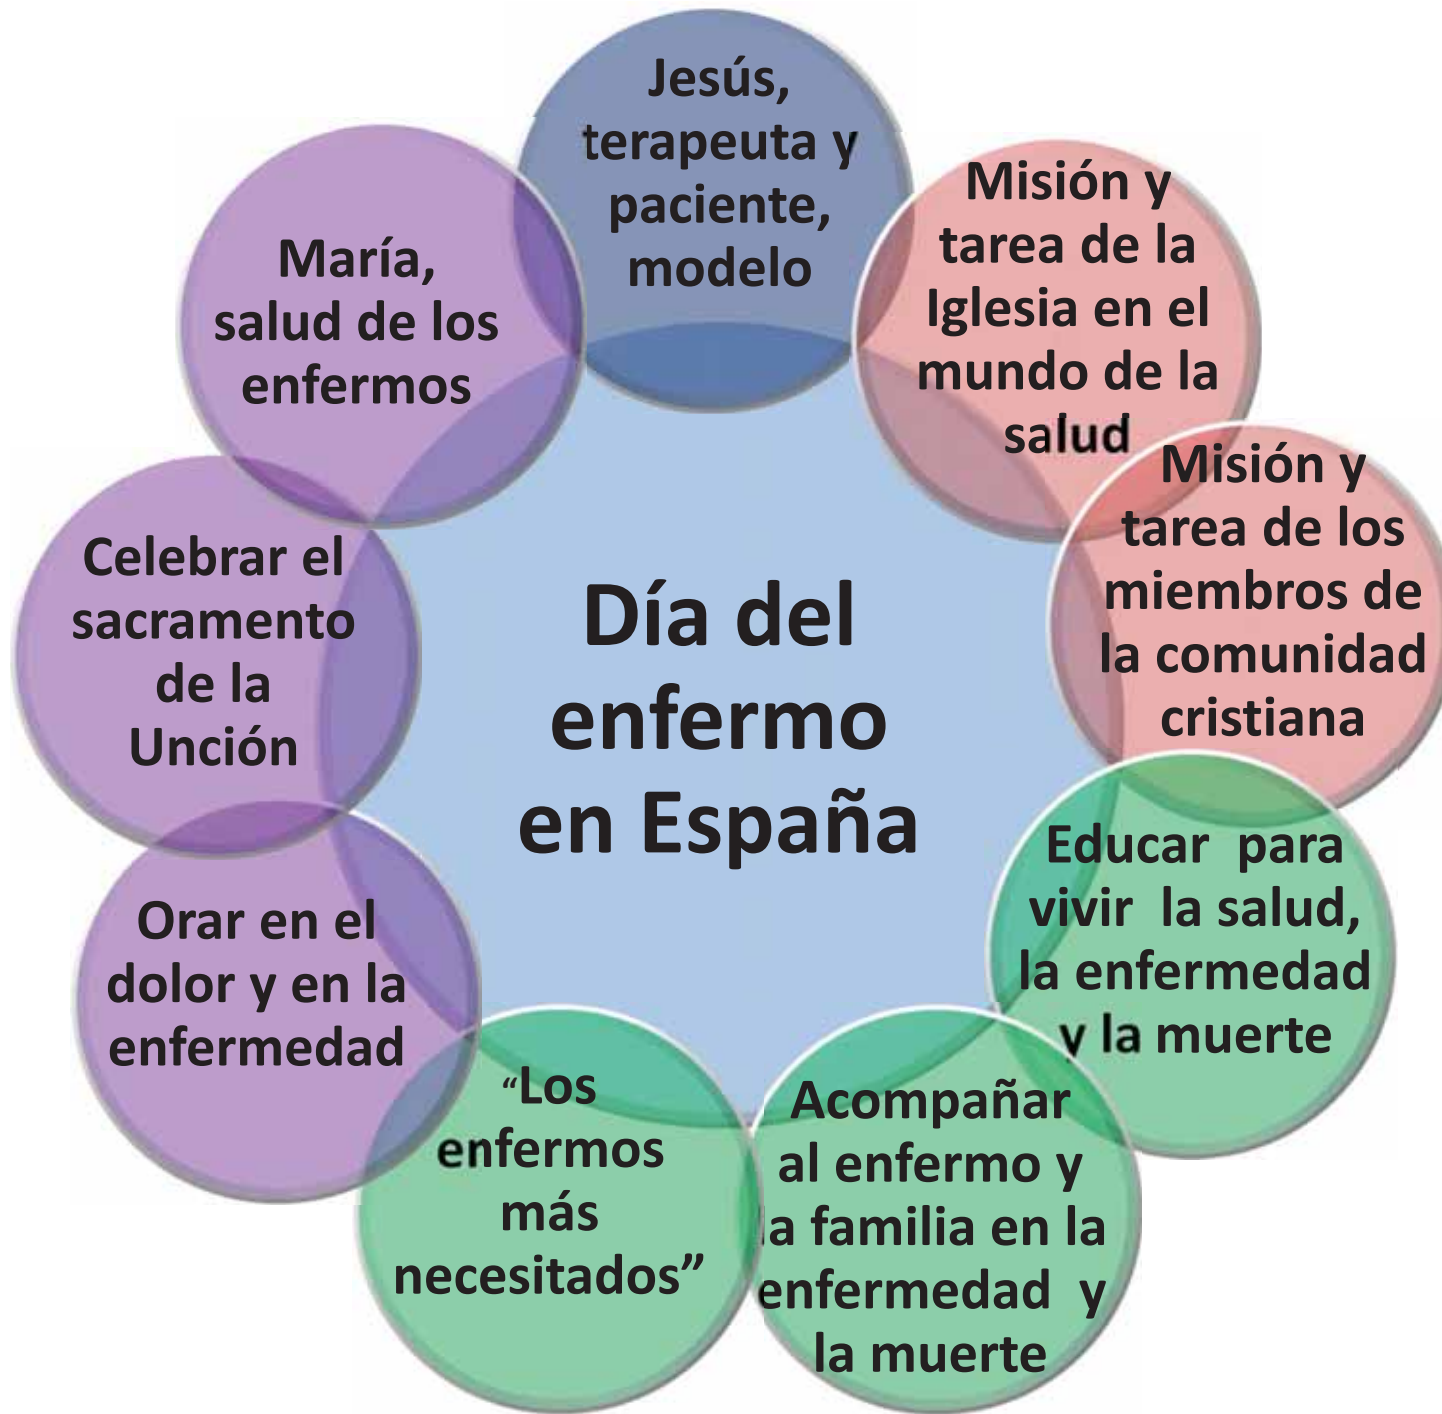 Jesús,
terapeuta y
paciente,
modelo
Misión y
tarea de la
Iglesia en el
mundo de la
salud
Misión y
tarea de los
miembros de
la comunidad
cristiana
Educar para
vivir la salud,
la enfermedad
y la muerte
Acompañar
al enfermo y
la familia en la
enfermedad y
la muerte
“Los
enfermos
más
necesitados”
Orar en el
dolor y en la
enfermedad
Celebrar el
sacramento
de la
Unción
María,
salud de los
enfermos
Día del
enfermo
en España